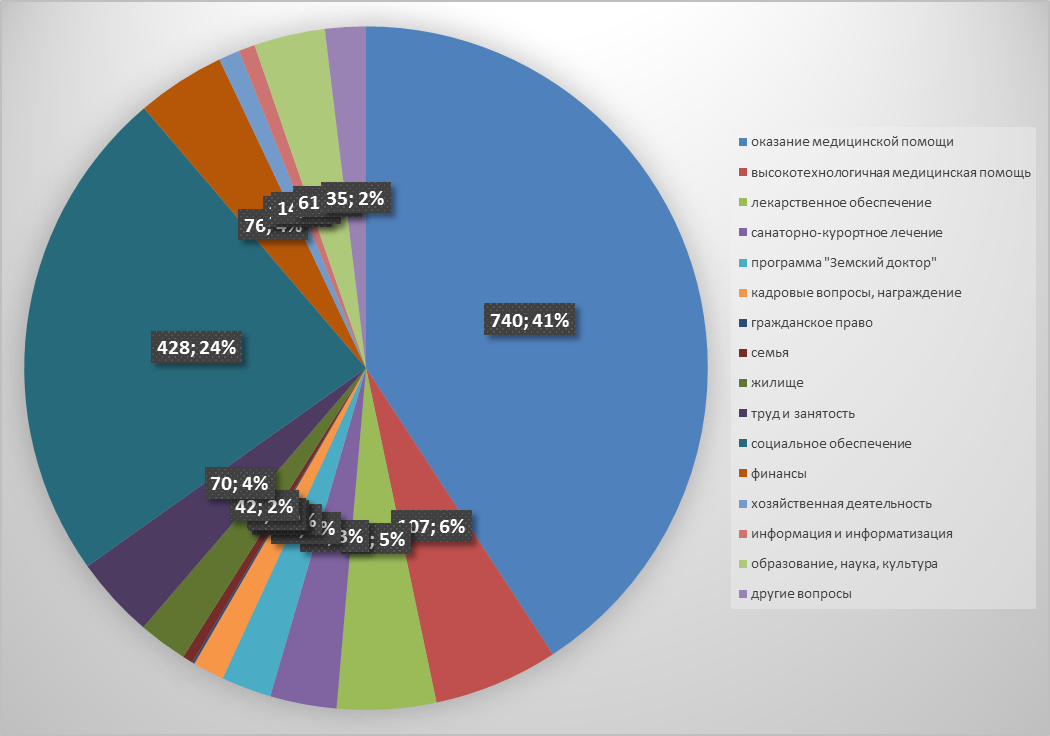 35; 2%
61
14
76; 4%
740; 41%
428; 24%
70; 4%
42; 2%
107; 6%
; 5%
3%
%
%
оказание медицинской помощи
высокотехнологичная медицинская помощь
лекарственное обеспечение
санаторно-курортное лечение
программа "Земский доктор"
кадровые вопросы, награждение
гражданское право
семья
жилище
труд и занятость
социальное обеспечение
финансы
хозяйственная деятельность
информация и информатизация
образование, наука, культура
другие вопросы